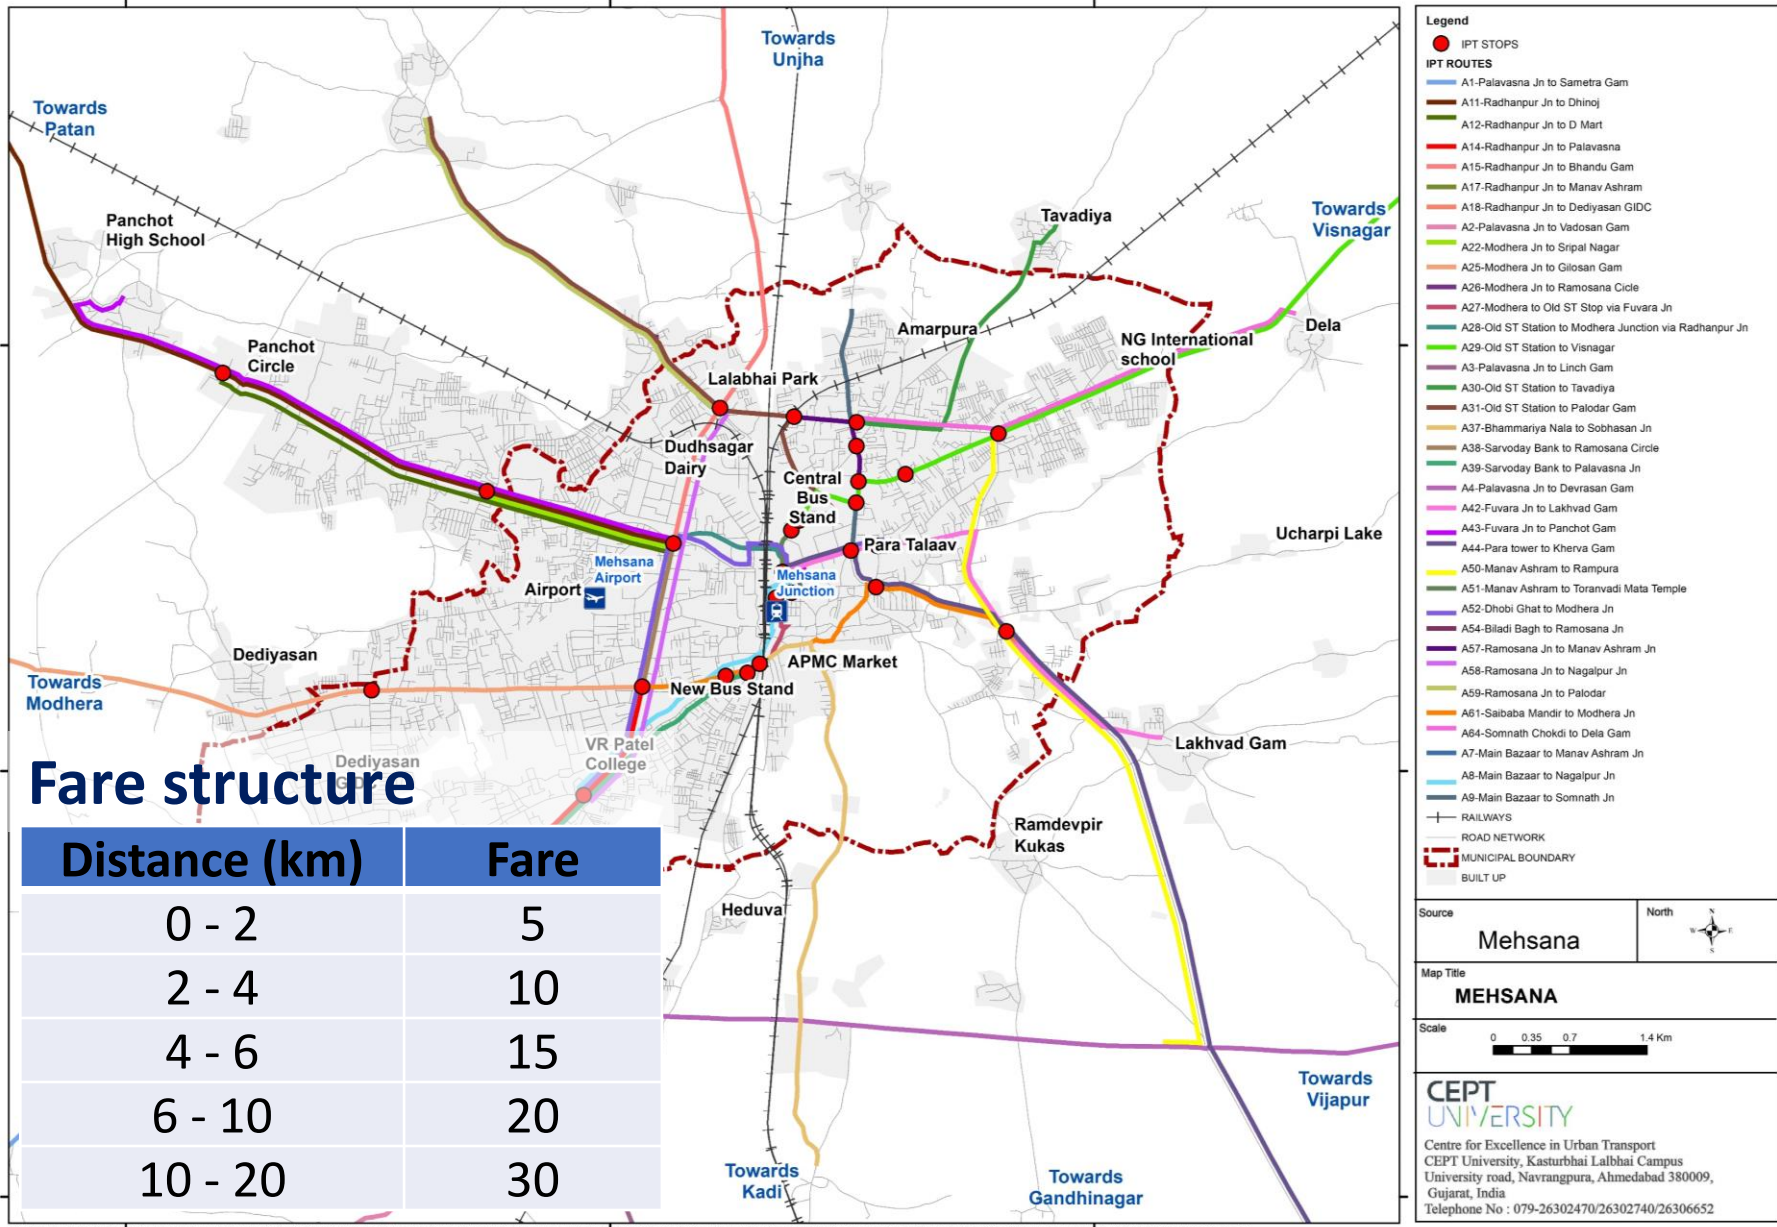 Towards
Unjha
Towards
Patan
Panchot
High School
Tavadiya
Towards
Visnagar
Panchot
Circle
Amarpura
Dela
NG International
school
Lalabhai Park
Dudhsagar
Dairy
Central
Bus
Stand
Ucharpi Lake
Para Talaav
Mehsana
Airport
Airport
Mehsana
Junction
Dediyasan
APMC Market
Towards
Modhera
New Bus Stand
VR Patel
College
Lakhvad Gam
Dediyasan
Ramdevpir
Kukas
Heduva
Towards
Vijapur
Towards
Kadi
Towards
Gandhinagar
Fare structure
Distance (km) Fare
0 - 2 5
2 - 4 10
4 - 6 15
6 - 10 20
10 - 20 30
Legend
IPT STOPS
IPT ROUTES
A1-Palavasna Jn to Sametra Gam
A11-Radhanpur Jn to Dhinoj
A12-Radhanpur Jn to D Mart
A14-Radhanpur Jn to Palavasna
A15-Radhanpur Jn to Bhandu Gam
A17-Radhanpur Jn to Manav Ashram
A18-Radhanpur Jn to Dediyasan GIDC
A2-Palavasna Jn to Vadosan Gam
A22-Modhera Jn to Sripal Nagar
A25-Modhera Jn to Gilosan Gam
A26-Modhera Jn to Ramosana Cicle
A27-Modhera to Old ST Stop via Fuvara Jn
A28-Old ST Station to Modhera Junction via Radhanpur Jn
A29-Old ST Station to Visnagar
A3-Palavasna Jn to Linch Gam
A30-Old ST Station to Tavadiya
A31-Old ST Station to Palodar Gam
A37-Bhammariya Nala to Sobhasan Jn
A38-Sarvoday Bank to Ramosana Circle
A39-Sarvoday Bank to Palavasna Jn
A4-Palavasna Jn to Devrasan Gam
A42-Fuvara Jn to Lakhvad Gam
A43-Fuvara Jn to Panchot Gam
A44-Para tower to Kherva Gam
A50-Manav Ashram to Rampura
A51-Manav Ashram to Toranvadi Mata Temple
A52-Dhobi Ghat to Modhera Jn
A54-Biladi Bagh to Ramosana Jn
A57-Ramosana Jn to Manav Ashram Jn
A58-Ramosana Jn to Nagalpur Jn
A59-Ramosana Jn to Palodar
A61-Saibaba Mandir to Modhera Jn
A64-Somnath Chokdi to Dela Gam
A7-Main Bazaar to Manav Ashram Jn
A8-Main Bazaar to Nagalpur Jn
A9-Main Bazaar to Somnath Jn
RAILWAYS
ROAD NETWORK
MUNICIPAL BOUNDARY
BUILT UP
Source
Mehsana
North
N
W E
S
Map Title
MEHSANA
Scale
0 0.35 0.7 1.4 Km
CEPT
UNIVERSITY
Centre for Excellence in Urban Transport
CEPT University, Kasturbhai Lalbhai Campus
University road, Navrangpura, Ahmedabad 380009,
Gujarat, India
Telephone No : 079-26302470/26302740/26306652